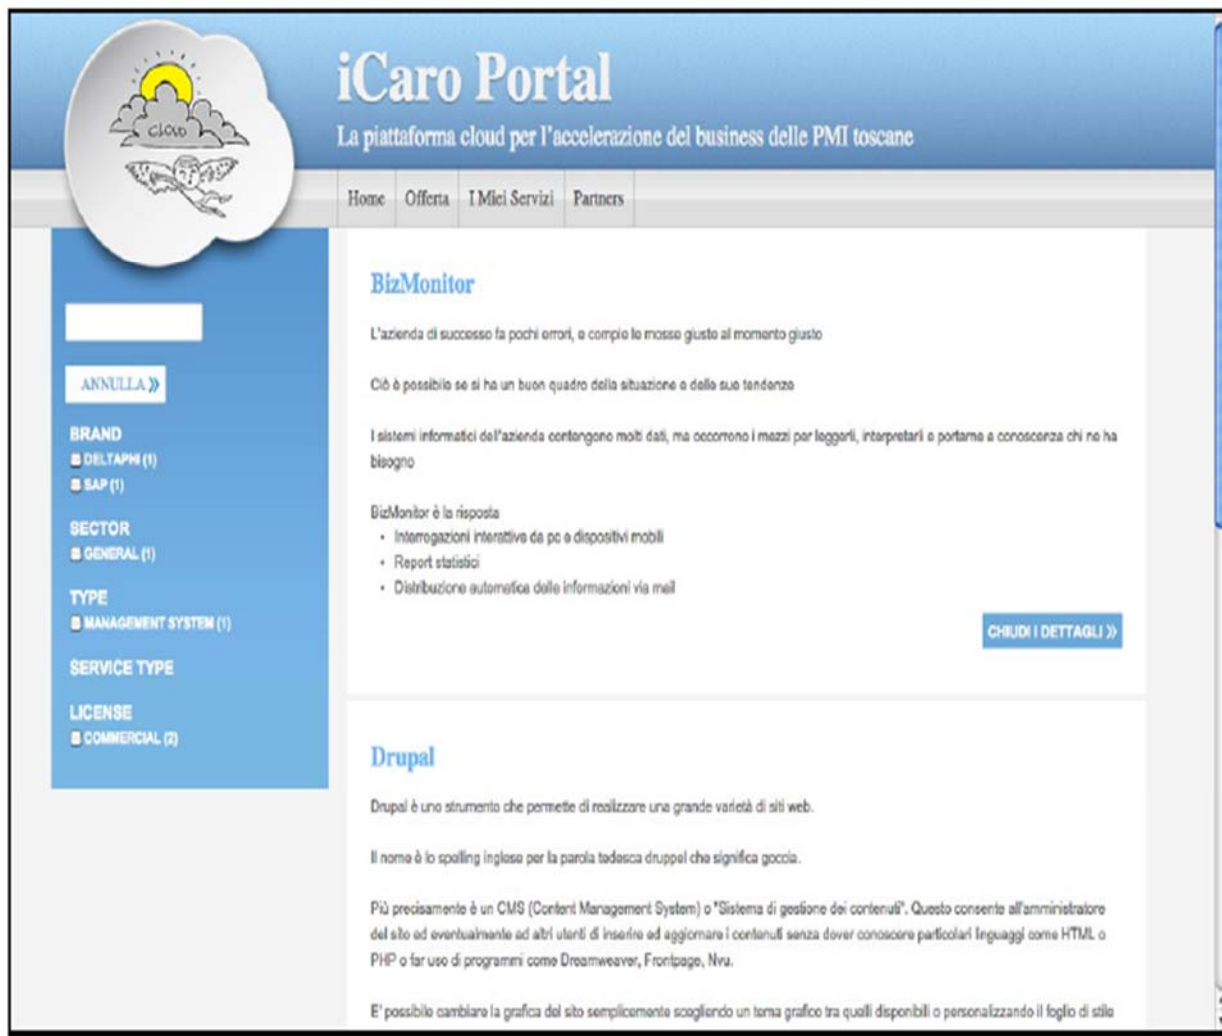 CLOUD
iCaro Portal
La piattaforma cloud per l'accelerazione del business delle PMI toscane
Home
Offerta
I Miei Servizi
Partners
ANNULLA »
BRAND
DELTAPHI (1)
SAP (1)
SECTOR
GENERAL (1)
TYPE
MANAGEMENT SYSTEM (1)
SERVICE TYPE
LICENSE
COMMERCIAL (2)
BizMonitor
L'azienda di successo fa pochi errori, e compie le mosse giuste al momento giusto
Ciò è possibile se si ha un buon quadro della situazione e delle sue tendenze
I sistemi informatici dell'azienda contengono molti dati, ma occorrono i mezzi per leggerli, interpretarli e portarne a conoscenza chi ne ha
bisogno
BizMonitor è la risposta
• Interrogazioni interattive da pc e dispositivi mobili
• Report statistici
• Distribuzione automatica delle informazioni via mail
CHIUDI I DETTAGLI »
Drupal
Drupal è uno strumento che permette di realizzare una grande varietà di siti web.
Il nome è lo spelling inglese per la parola tedesca druppel che significa goccia.
Più precisamente è un CMS (Content Management System) o "Sistema di gestione dei contenuti". Questo consente all'amministratore
del sito ed eventualmente ad altri utenti di inserire ed aggiornare i contenuti senza dover conoscere particolari linguaggi come HTML o
PHP o far uso di programmi come Dreamweaver, Frontpage, Nvu.
E' possibile cambiare la grafica del sito semplicemente scegliendo un tema grafico tra quelli disponibili o personalizzando il foglio di stile